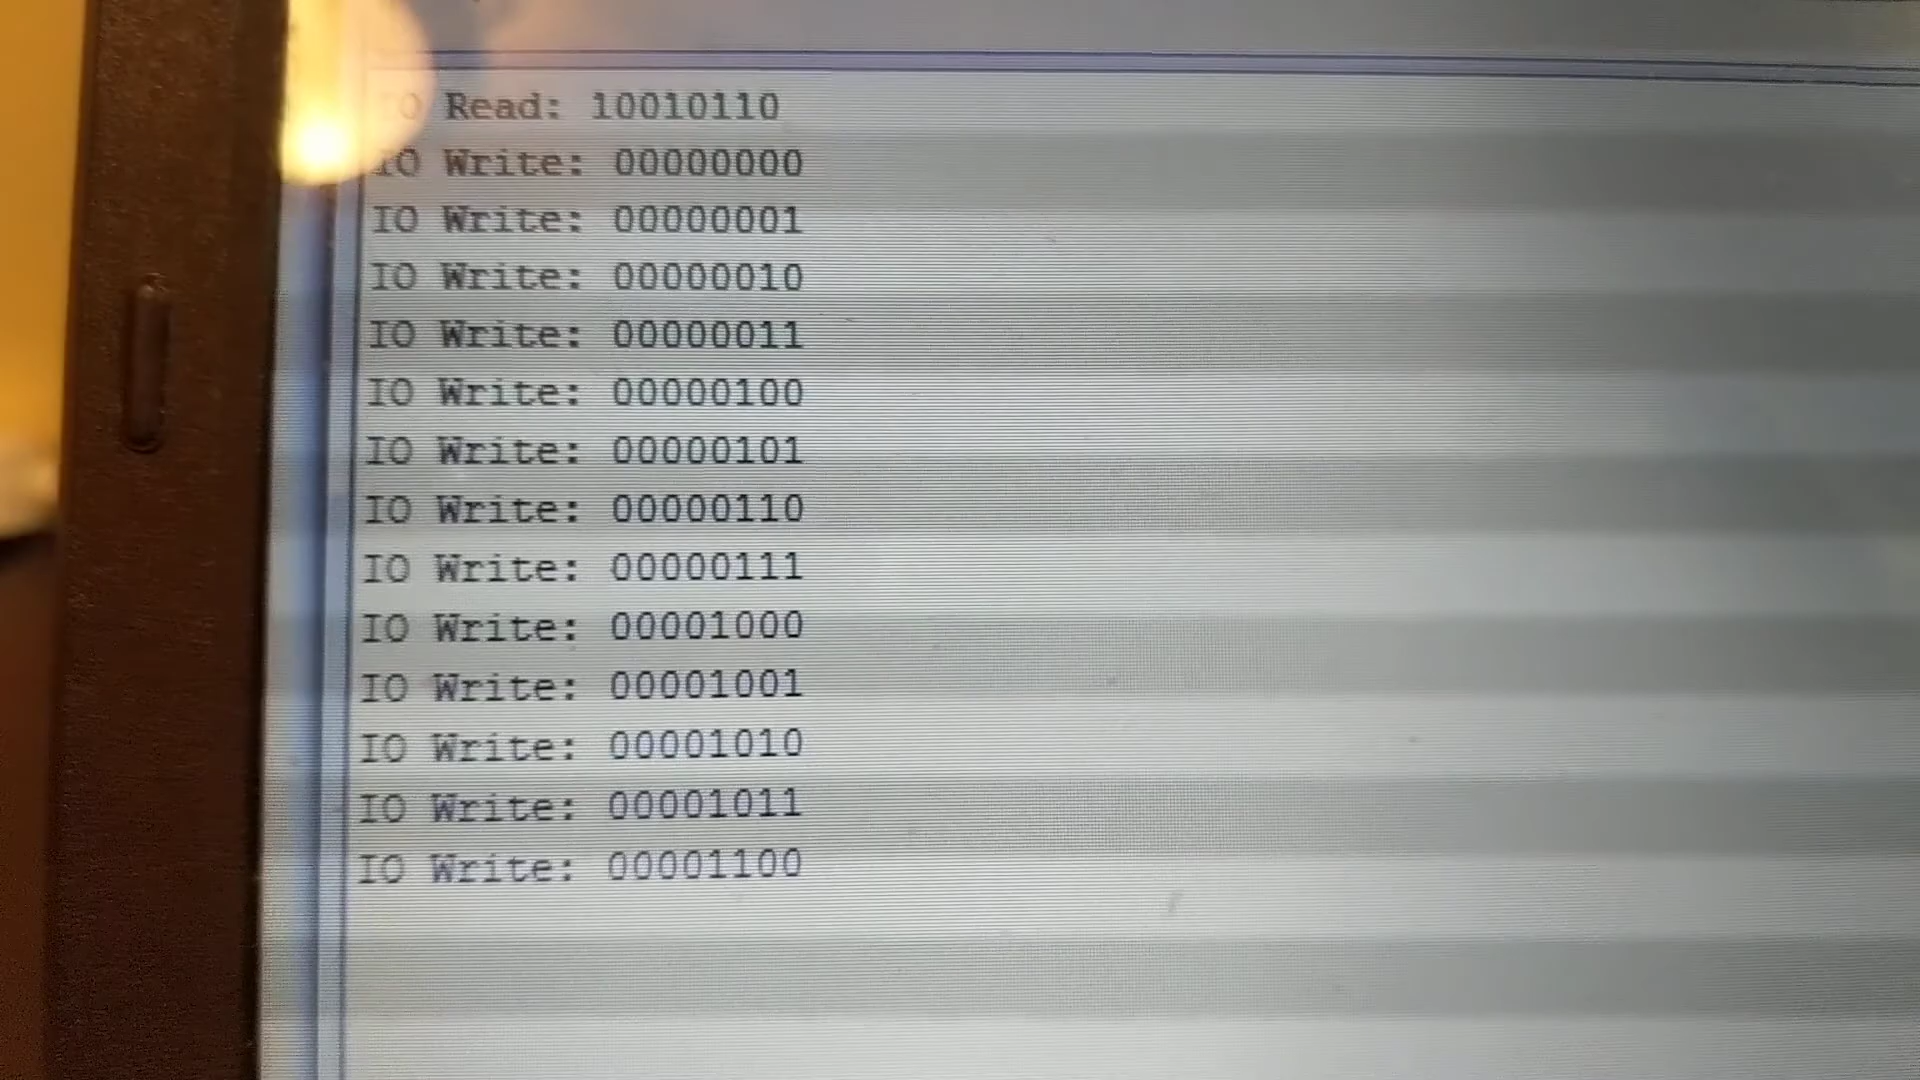 IO Read: 10010110
IO Write: 00000000
IO Write: 00000001
IO Write: 00000010
IO Write: 00000011
IO Write: 00000100
IO Write: 00000101
IO Write: 00000110
IO Write: 00000111
IO Write: 00001000
IO Write: 00001001
IO Write: 00001010
IO Write: 00001011
IO Write: 00001100